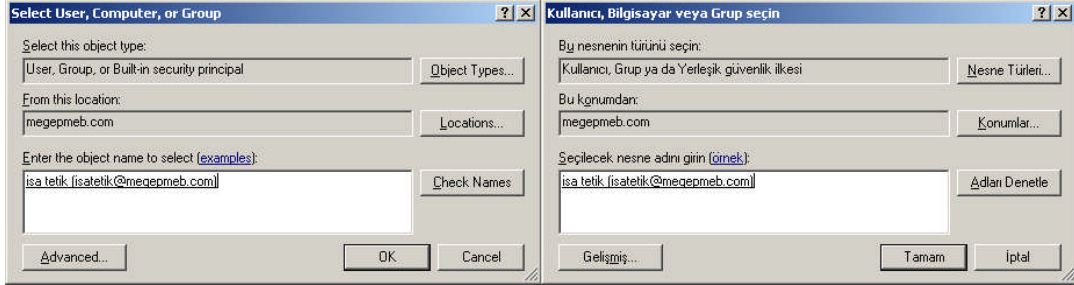 Select User, Computer, or Group
Select this object type:
User, Group, or Built-in security principal
Object Types...
From this location:
megepmeb.com
Locations...
Enter the object name to select (examples):
isa tetik (isatetik@megepmeb.com)
Check Names
Advanced...
OK
Cancel
Kullanıcı, Bilgisayar veya Grup seçin
Bu nesnenin türünü seçin:
Kullanıcı, Grup ya da Yerleşik güvenlik ilkesi
Nesne Türleri...
Bu konumdan:
megepmeb.com
Konumlar...
Seçilecek nesne adını girin (örnek):
isa tetik (isatetik@megepmeb.com)
Adları Denetle
Gelişmiş...
Tamam
İptal